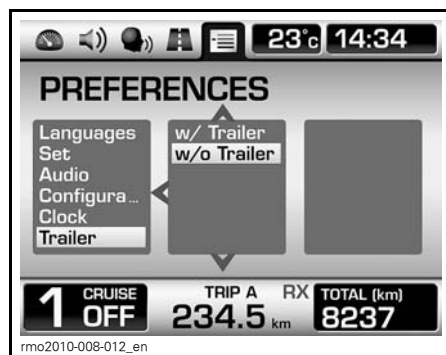 23°c 14:34
PREFERENCES
Languages
Set
Audio
Configura ...
Clock
Trailer
w/ Trailer
w/o Trailer
1 CRUISE OFF
TRIP A RX
234.5 km
TOTAL (km)
8237
rmo2010-008-012_en